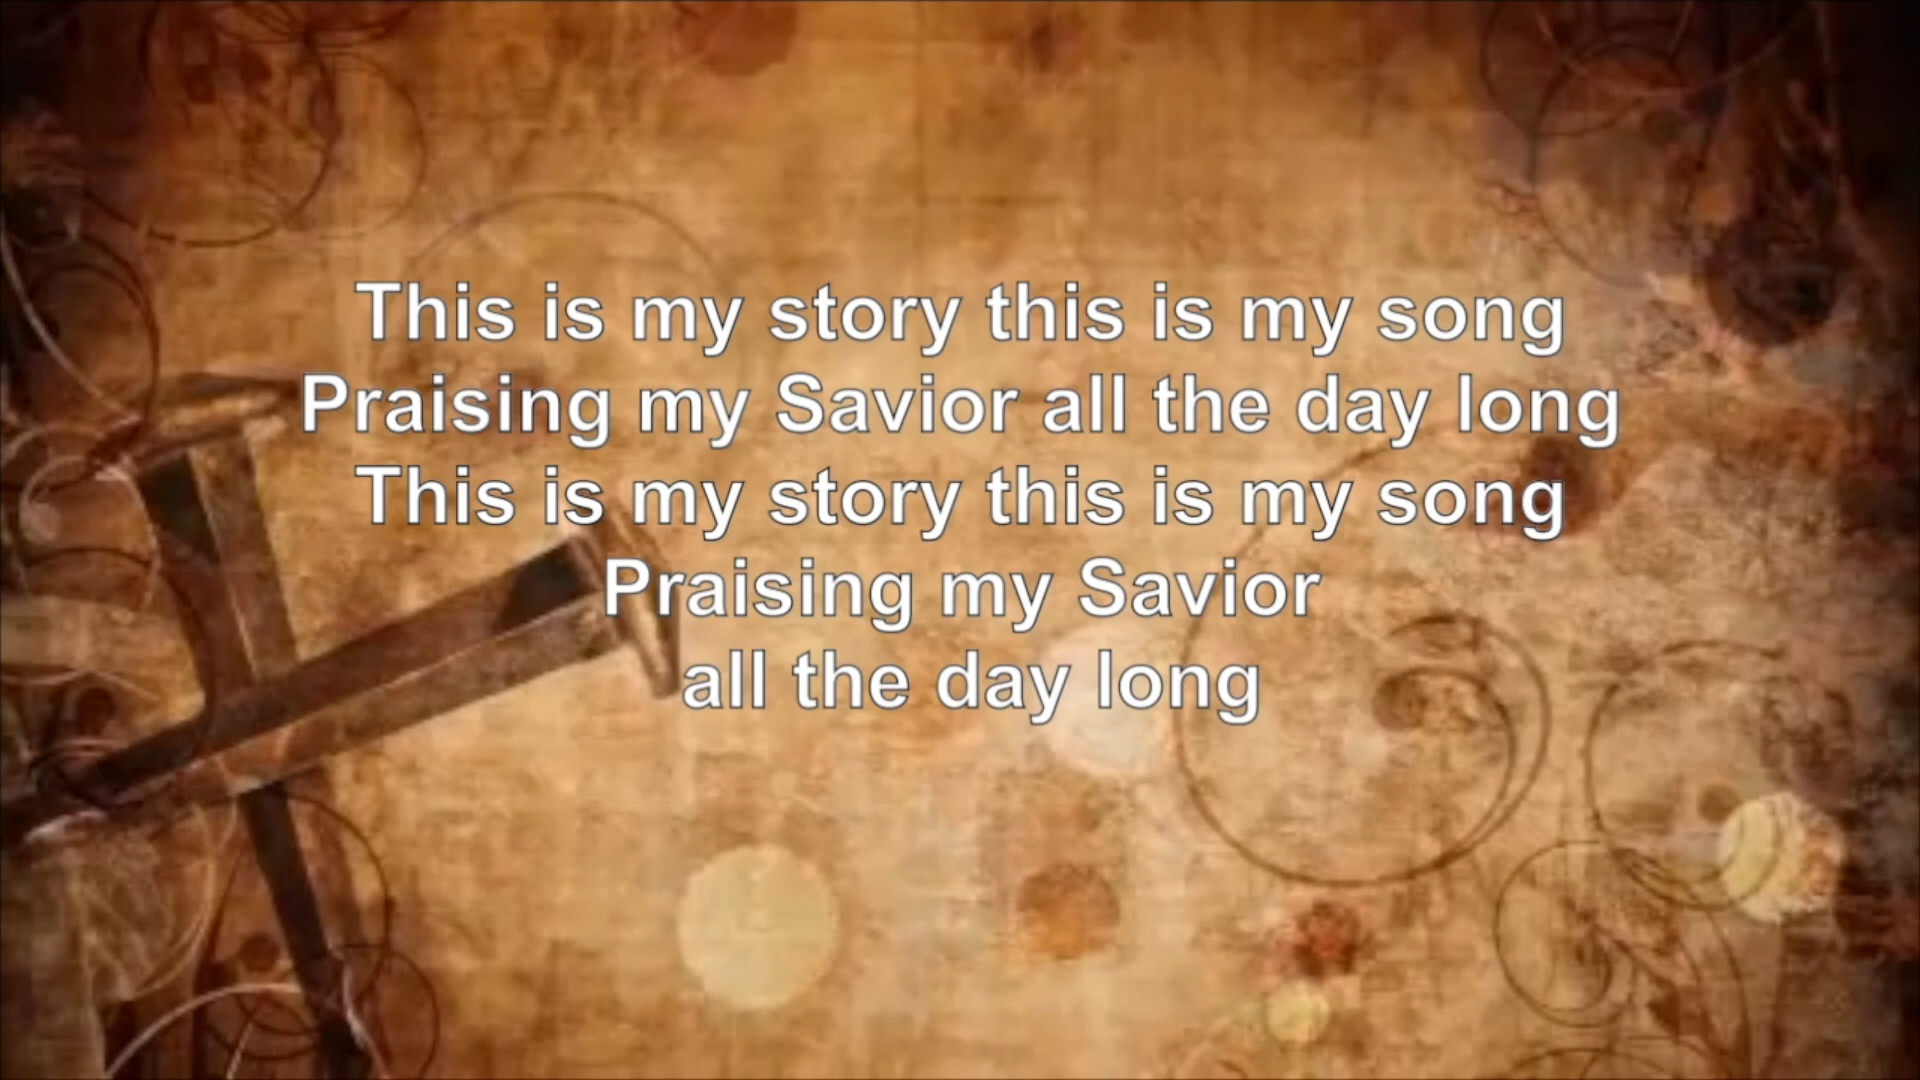 This is my story this is my song
Praising my Savior all the day long
This is my story this is my song
Praising my Savior
all the day long